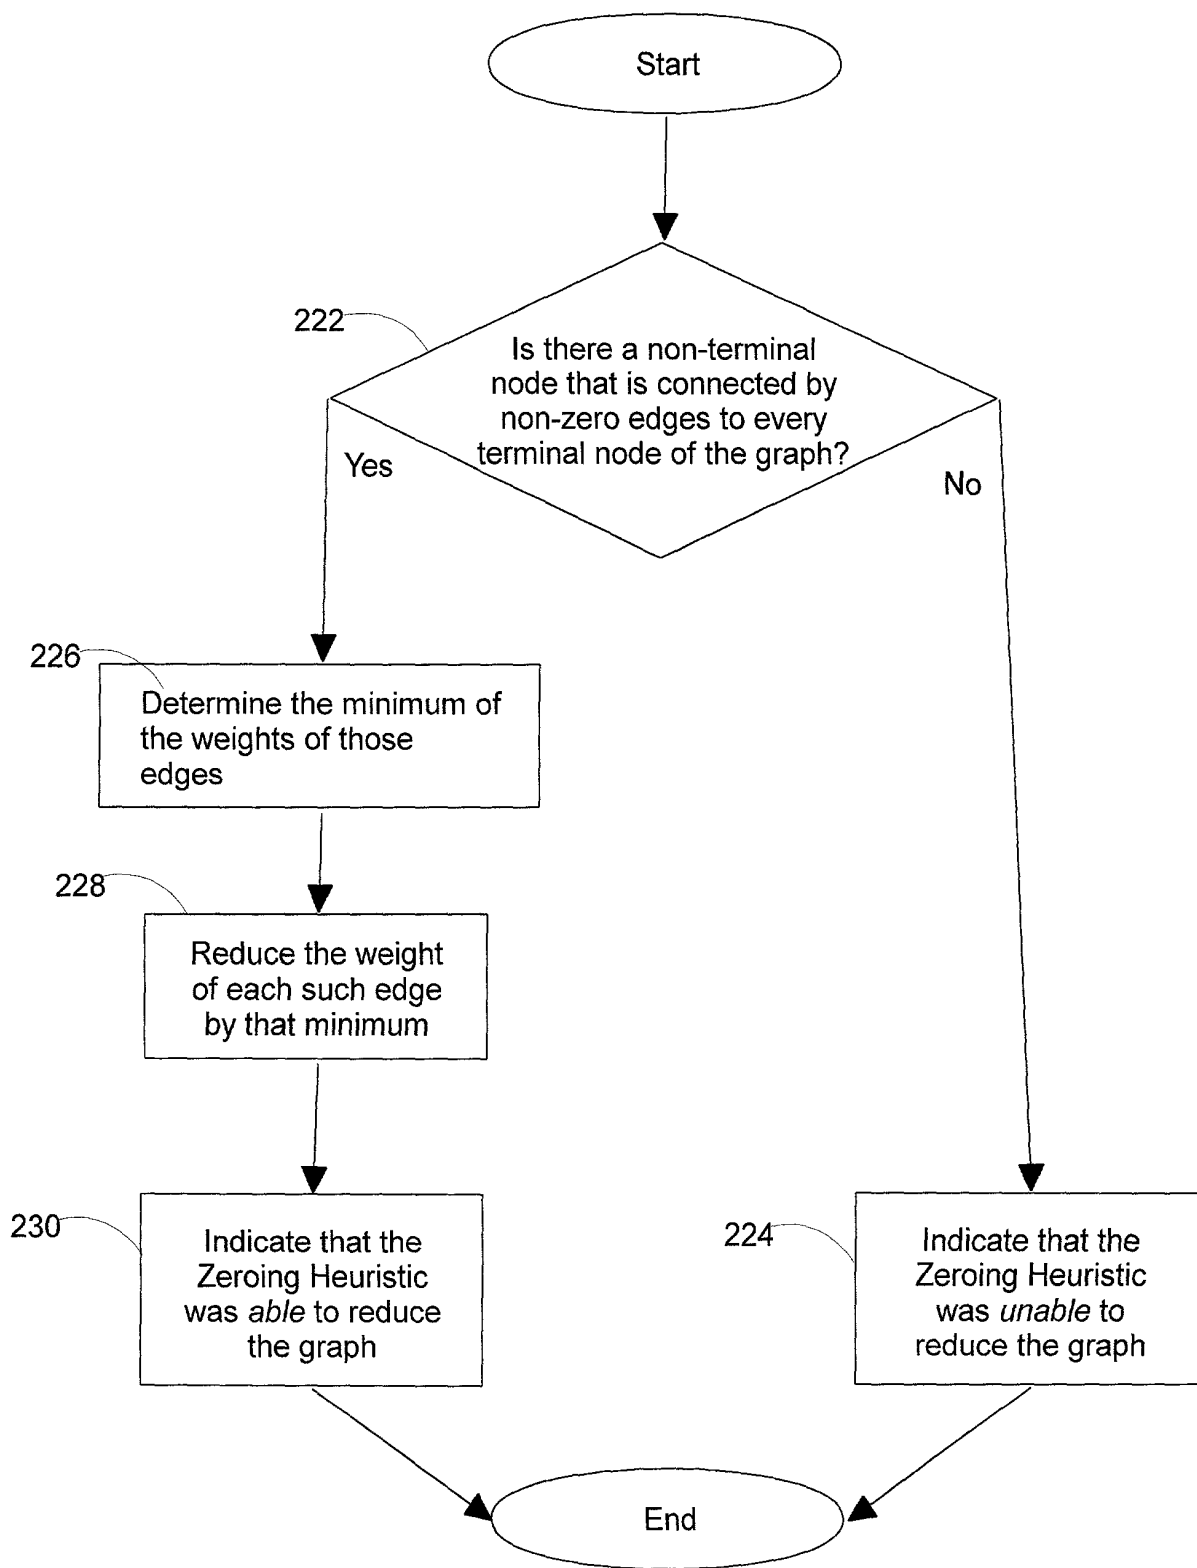 Start
222
Is there a non-terminal
node that is connected by
non-zero edges to every
terminal node of the graph?
Yes
No
226
Determine the minimum of
the weights of those
edges
228
Reduce the weight
of each such edge
by that minimum
230
Indicate that the
Zeroing Heuristic
was able to reduce
the graph
224
Indicate that the
Zeroing Heuristic
was unable to
reduce the graph
End